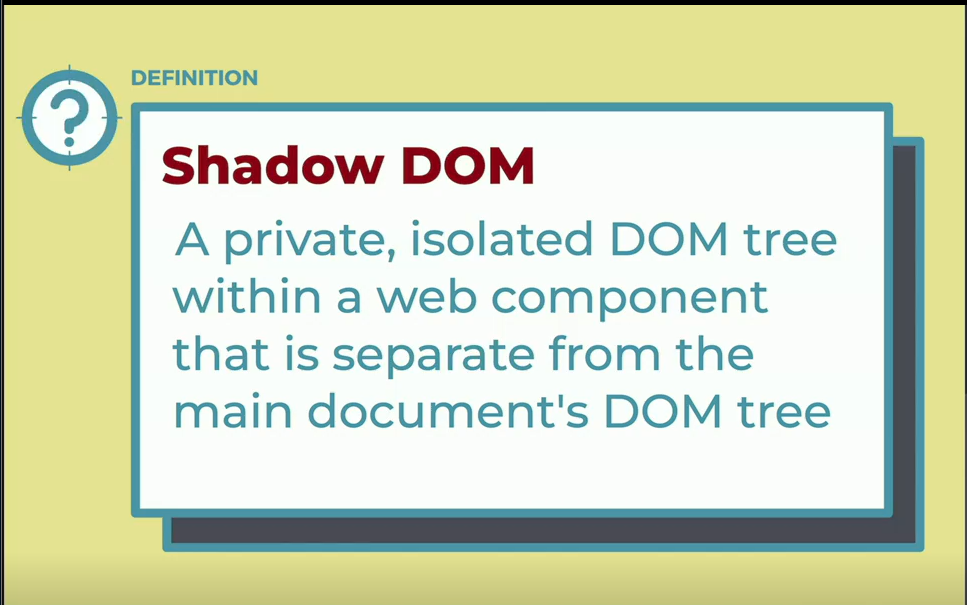 DEFINITION
Shadow DOM
A private, isolated DOM tree
within a web component
that is separate from the
main document's DOM tree